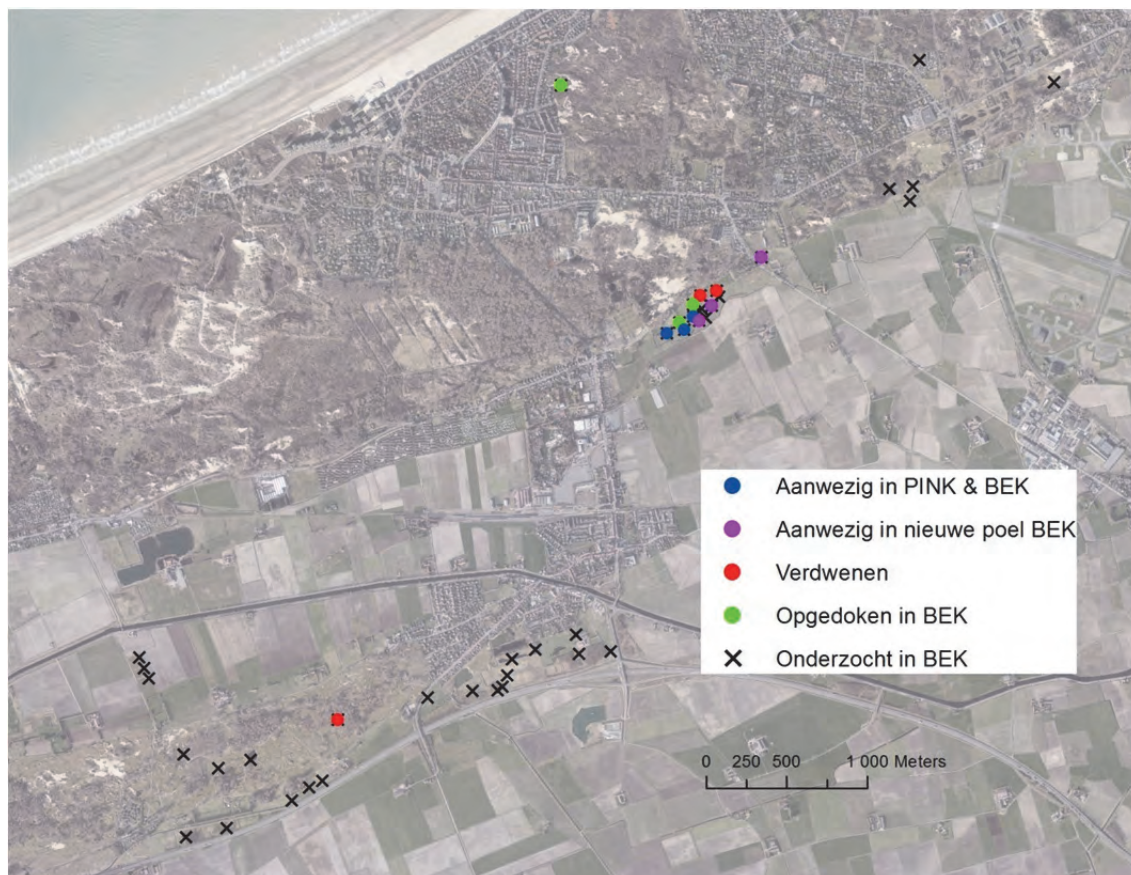 Aanwezig in PINK & BEK
Aanwezig in nieuwe poel BEK
Verdwenen
Opgedoken in BEK
Onderzocht in BEK
0 250 500 1 000 Meters